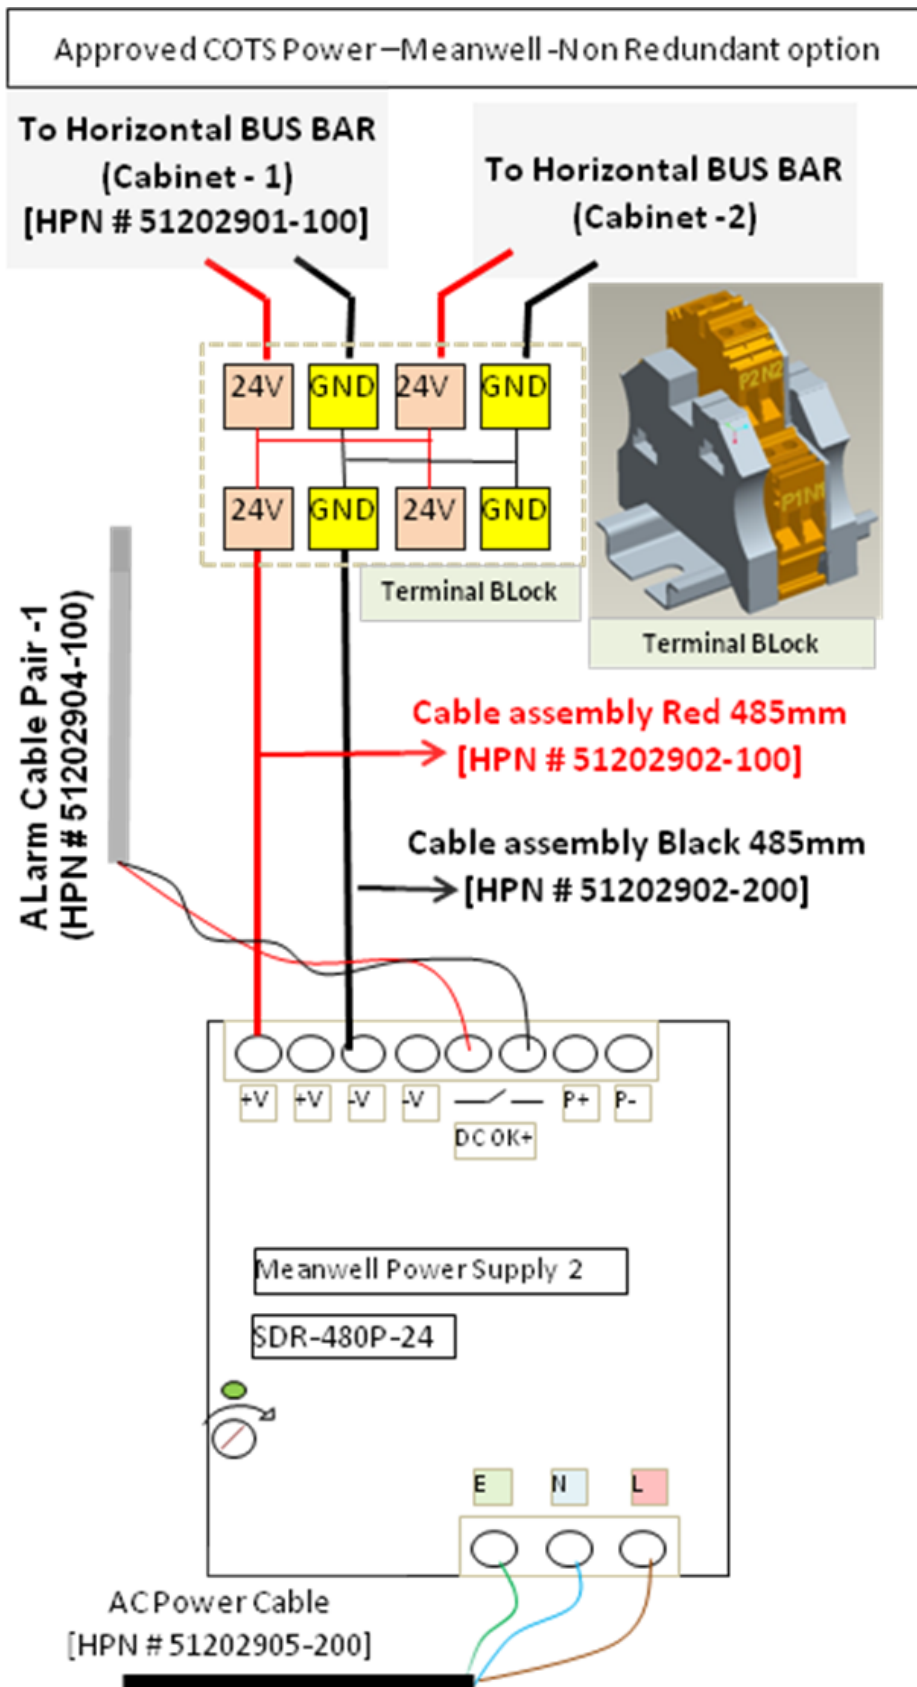 Approved COTS Power–Meanwell -Non Redundant option
To Horizontal BUS BAR
(Cabinet - 1)
[HPN # 51202901-100]
To Horizontal BUS BAR
(Cabinet -2)
24V GND 24V GND
24V GND 24V GND
P2N2
P1N1
Terminal BLock
Terminal BLock
ALarm Cable Pair -1
(HPN # 51202904-100)
Cable assembly Red 485mm
[HPN # 51202902-100]
Cable assembly Black 485mm
[HPN # 51202902-200]
+V +V -V -V P+ P-
DC OK+
Meanwell Power Supply 2
SDR-480P-24
E N L
AC Power Cable
[HPN # 51202905-200]